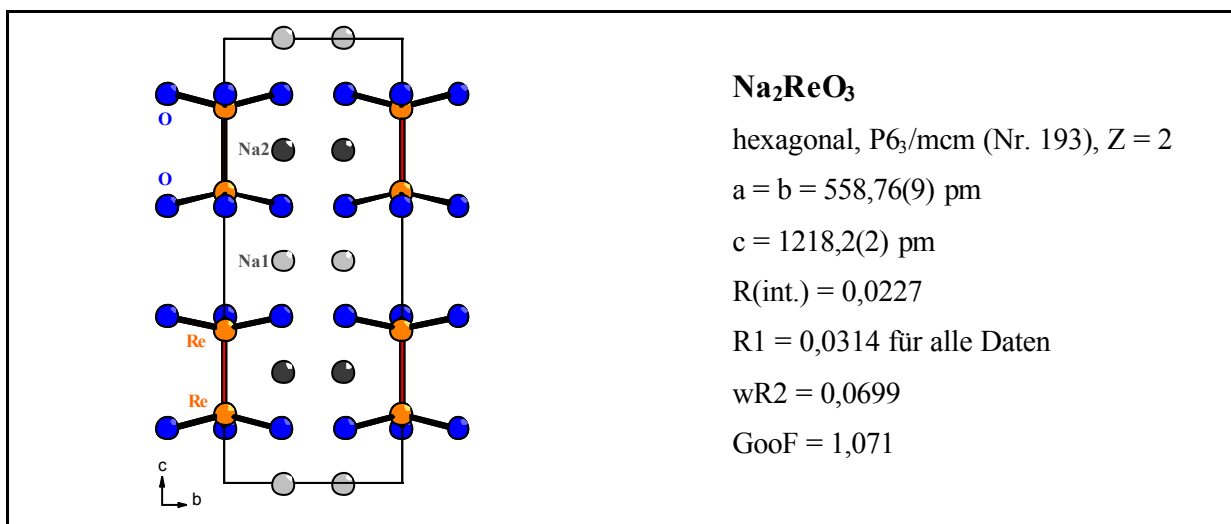 O
O
Na2
Na1
Re
Re
c
b
Na₂ReO₃
hexagonal, P6₃/mcm (Nr. 193), Z = 2
a = b = 558,76(9) pm
c = 1218,2(2) pm
R(int.) = 0,0227
R1 = 0,0314 für alle Daten
wR2 = 0,0699
GooF = 1,071